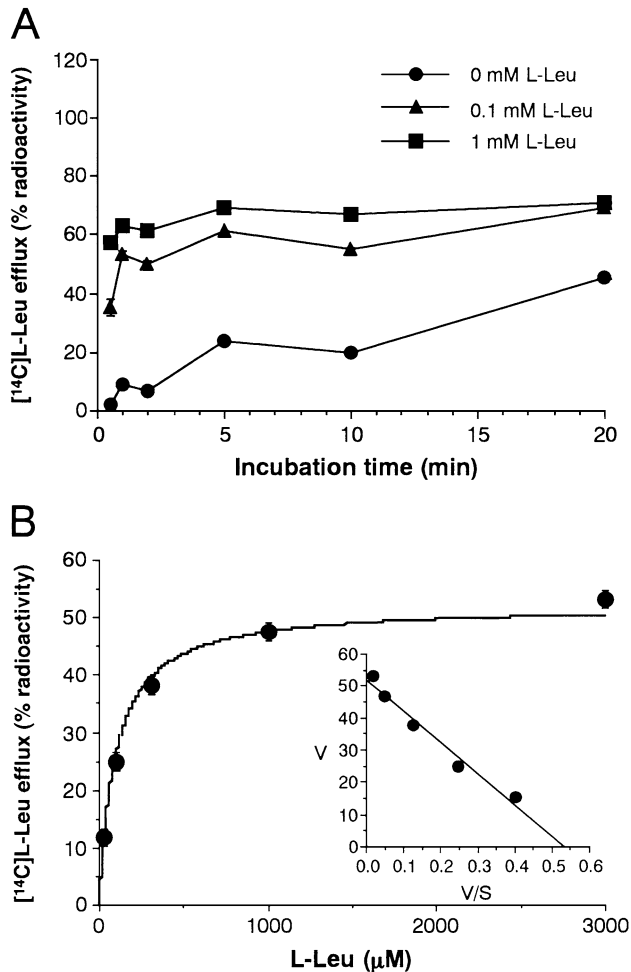 A
120
100
80
60
40
20
0
[¹⁴C]L-Leu efflux (% radioactivity)
0 mM L-Leu
0.1 mM L-Leu
1 mM L-Leu
0 5 10 15 20
Incubation time (min)
B
60
50
40
30
20
10
0
[¹⁴C]L-Leu efflux (% radioactivity)
60
50
40
30
20
10
0
V
0.0 0.1 0.2 0.3 0.4 0.5 0.6
V/S
0 1000 2000 3000
L-Leu (μM)